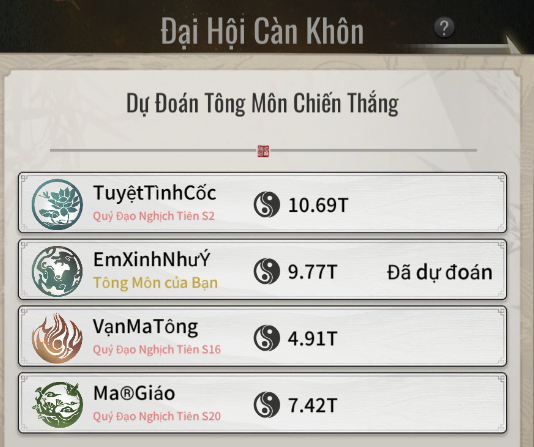 Đại Hội Càn Khôn
?
Dự Đoán Tông Môn Chiến Thắng
TuyệtTìnhCốc
Quỷ Đạo Nghịch Tiên S2
10.69T
EmXinhNhưÝ
Tông Môn của Bạn
9.77T
Đã dự đoán
VạnMaTông
Quỷ Đạo Nghịch Tiên S16
4.91T
Ma®Giáo
Quỷ Đạo Nghịch Tiên S20
7.42T